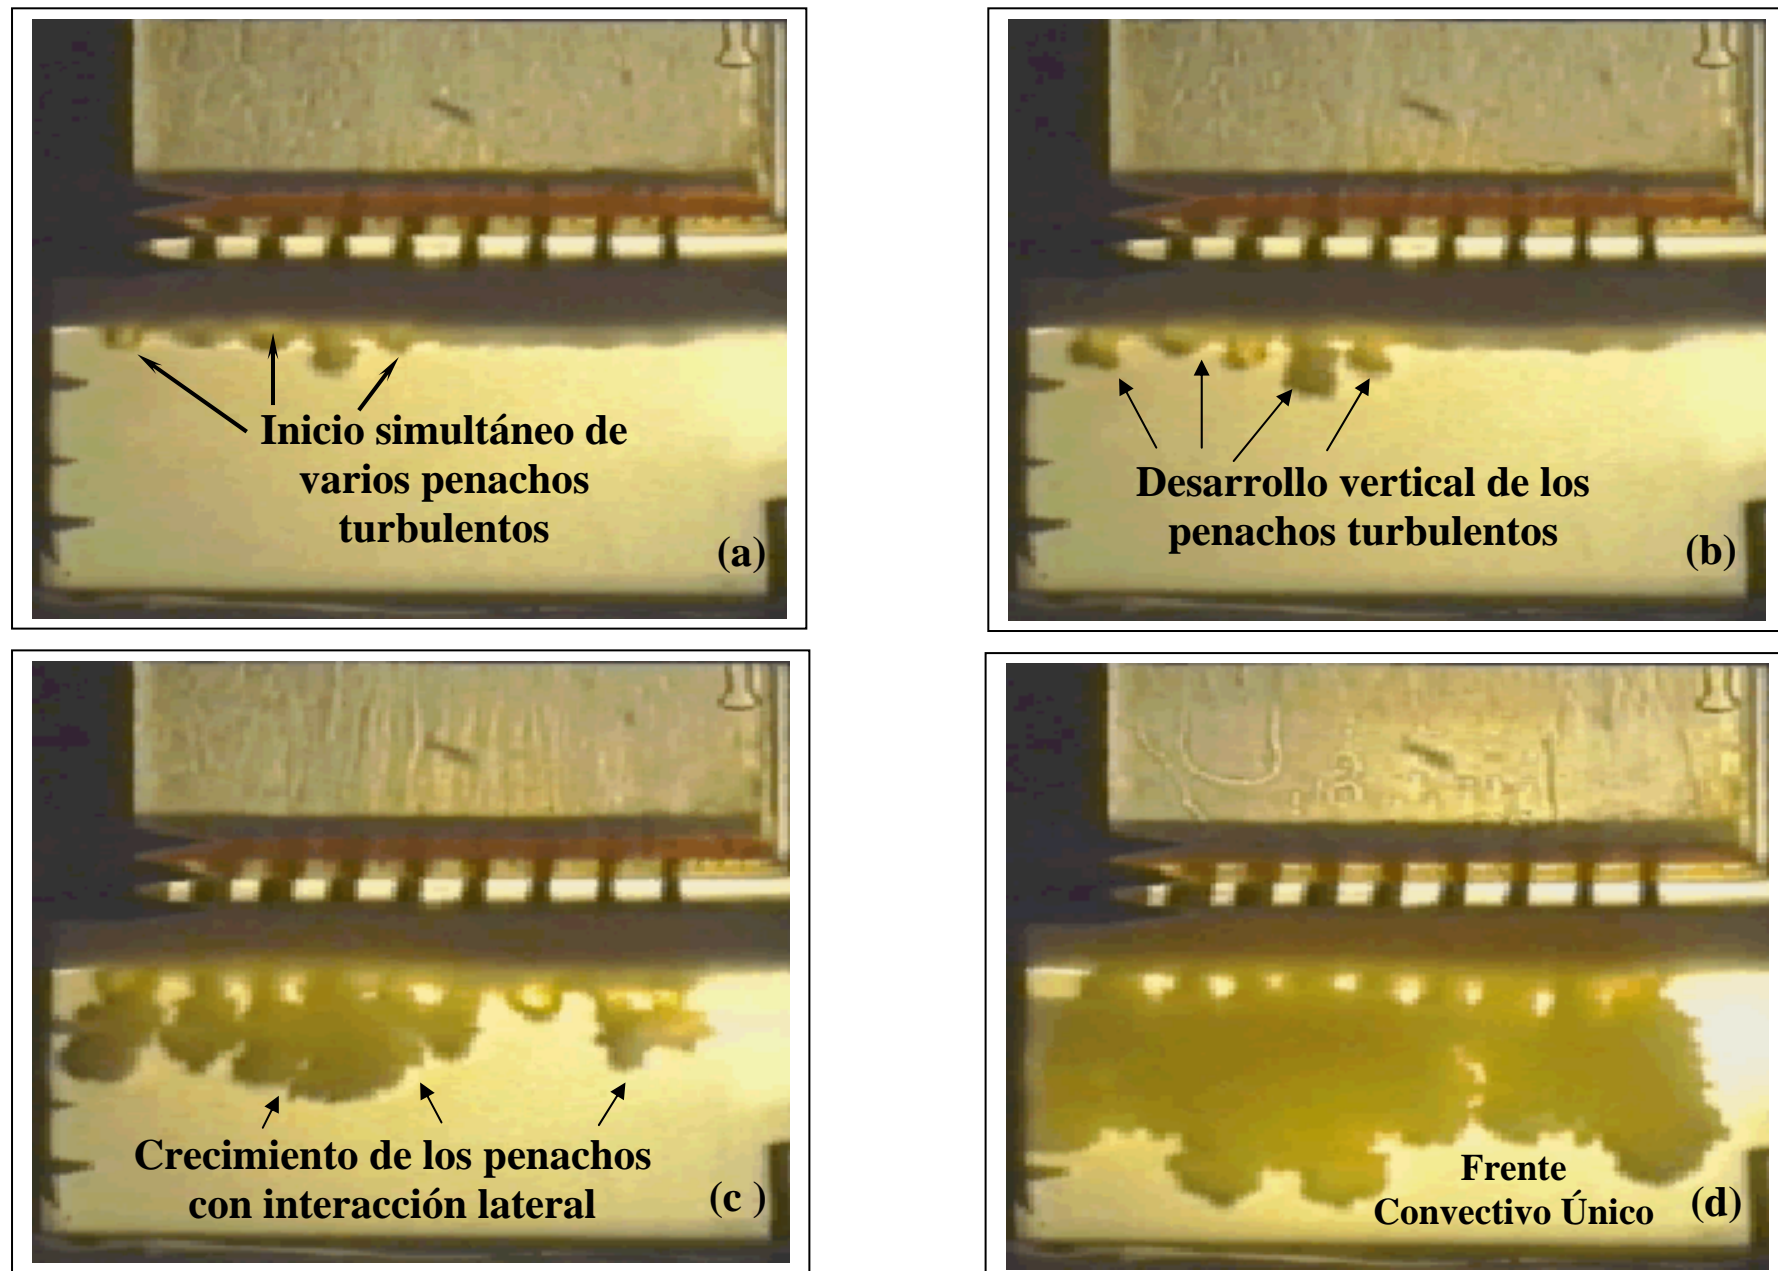 Inicio simultáneo de
varios penachos
turbulentos
(a)
Desarrollo vertical de los
penachos turbulentos
(b)
Crecimiento de los penachos
con interacción lateral
(c )
Frente
Convectivo Único
(d)